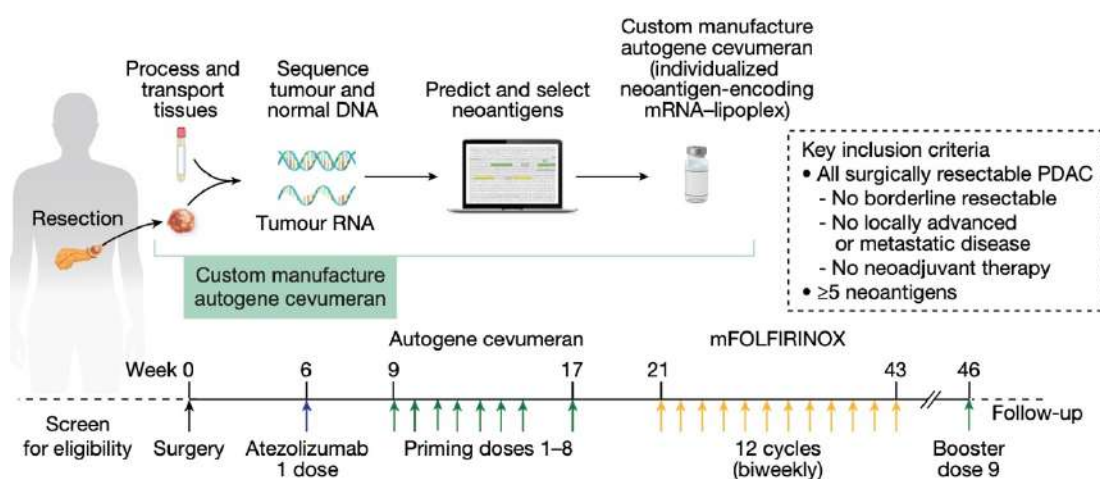 Process and
transport
tissues
Sequence
tumour and
normal DNA
Predict and select
neoantigens
Custom manufacture
autogene cevumeran
(individualized
neoantigen-encoding
mRNA–lipoplex)
Resection
Tumour RNA
Custom manufacture
autogene cevumeran
Key inclusion criteria
• All surgically resectable PDAC
- No borderline resectable
- No locally advanced
or metastatic disease
- No neoadjuvant therapy
• ≥5 neoantigens
Autogene cevumeran
mFOLFIRINOX
Week 0 6 9 17 21 43 46
Screen
for eligibility
Surgery
Atezolizumab
1 dose
Priming doses 1–8
12 cycles
(biweekly)
Booster
dose 9
Follow-up